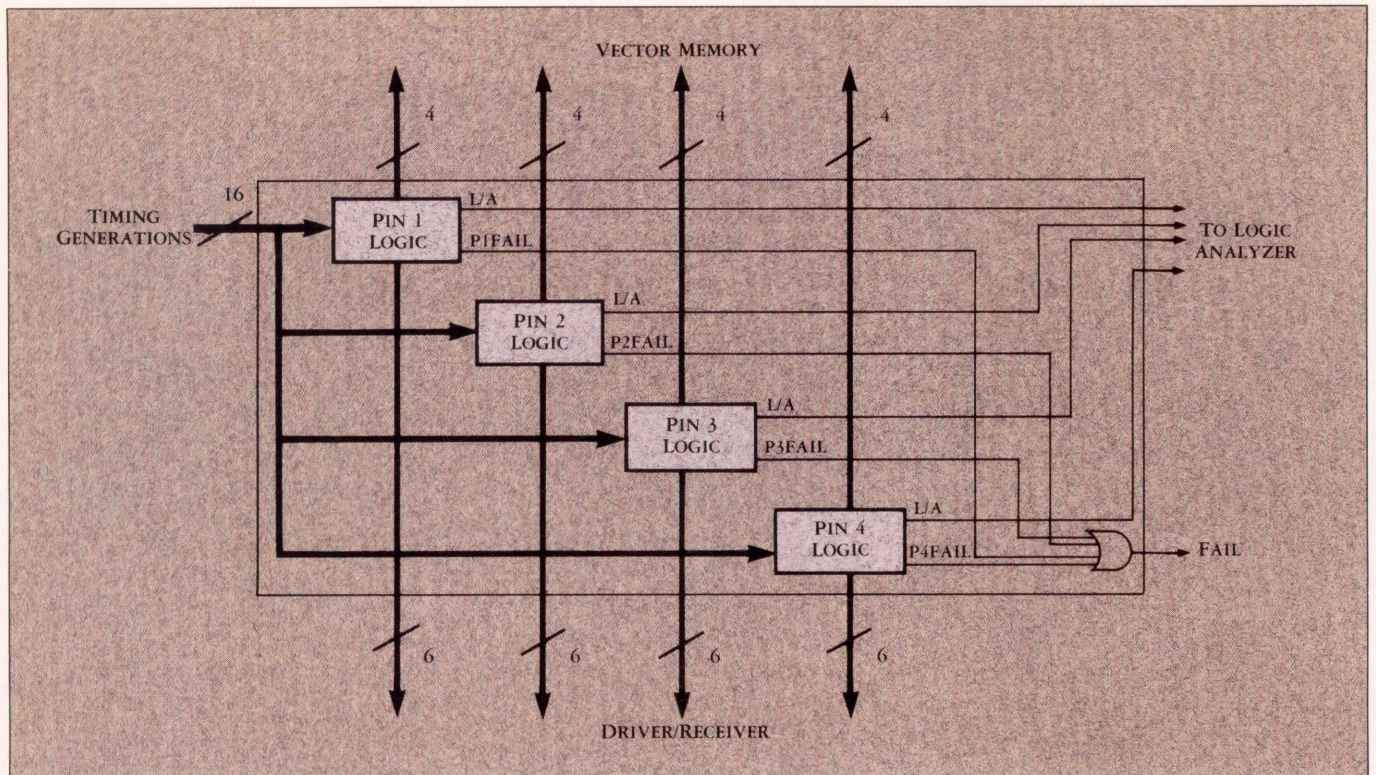 VECTOR MEMORY
4
4
4
4
16
TIMING
GENERATIONS
PIN 1
LOGIC
L/A
P1FAIL
TO LOGIC
ANALYZER
PIN 2
LOGIC
L/A
P2FAIL
PIN 3
LOGIC
L/A
P3FAIL
PIN 4
LOGIC
L/A
P4FAIL
FAIL
6
6
6
6
DRIVER/RECEIVER